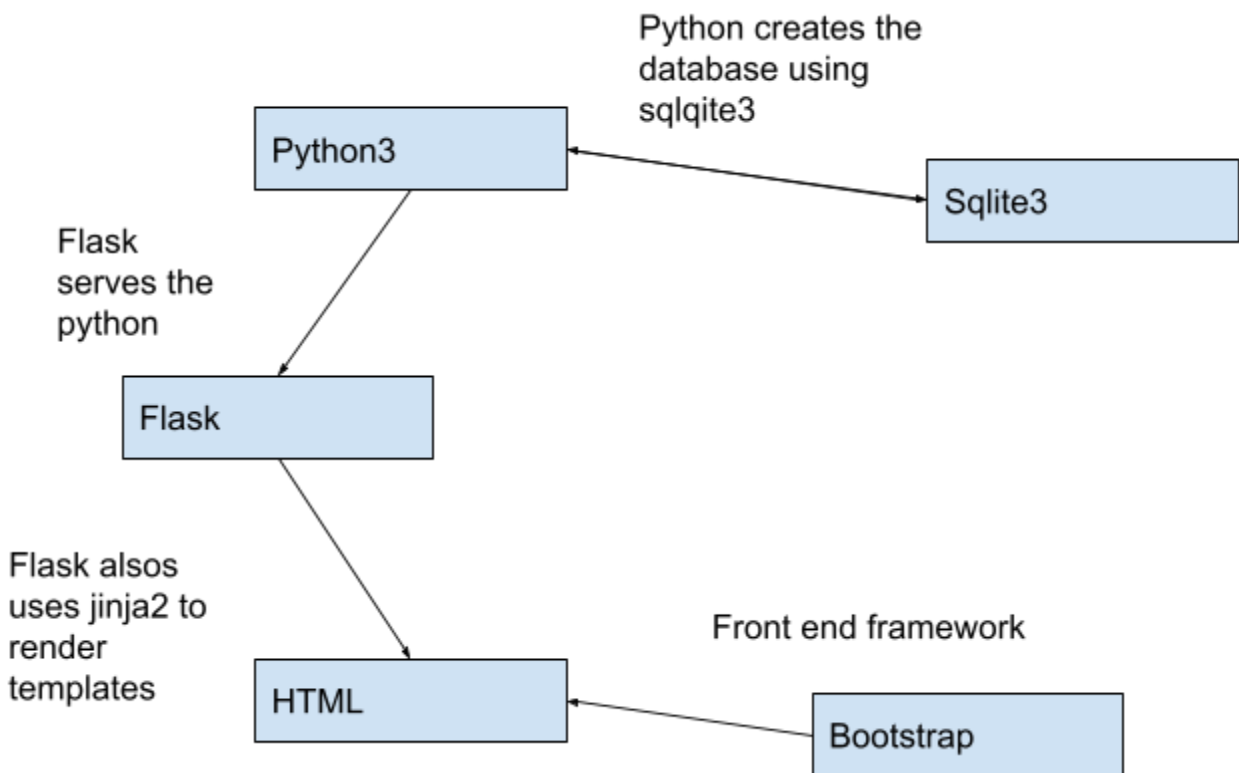 Python creates the
database using
sqlqite3
Python3
Sqlite3
Flask
serves the
python
Flask
Flask alsos
uses jinja2 to
render
templates
Front end framework
HTML
Bootstrap